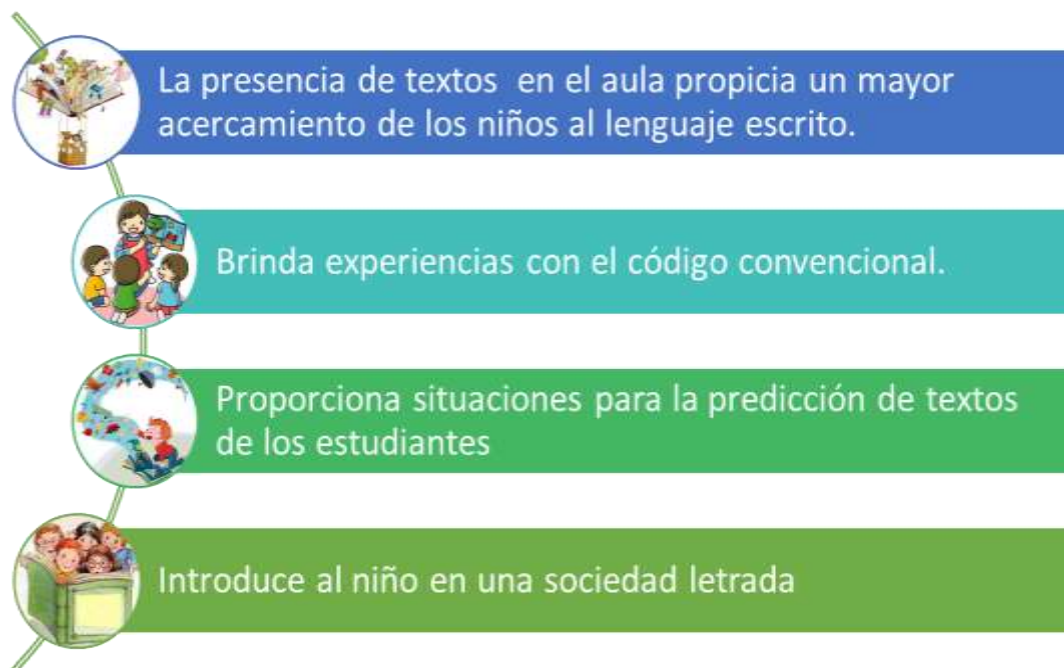 La presencia de textos en el aula propicia un mayor
acercamiento de los niños al lenguaje escrito.
Brinda experiencias con el código convencional.
Proporciona situaciones para la predicción de textos
de los estudiantes
Introduce al niño en una sociedad letrada